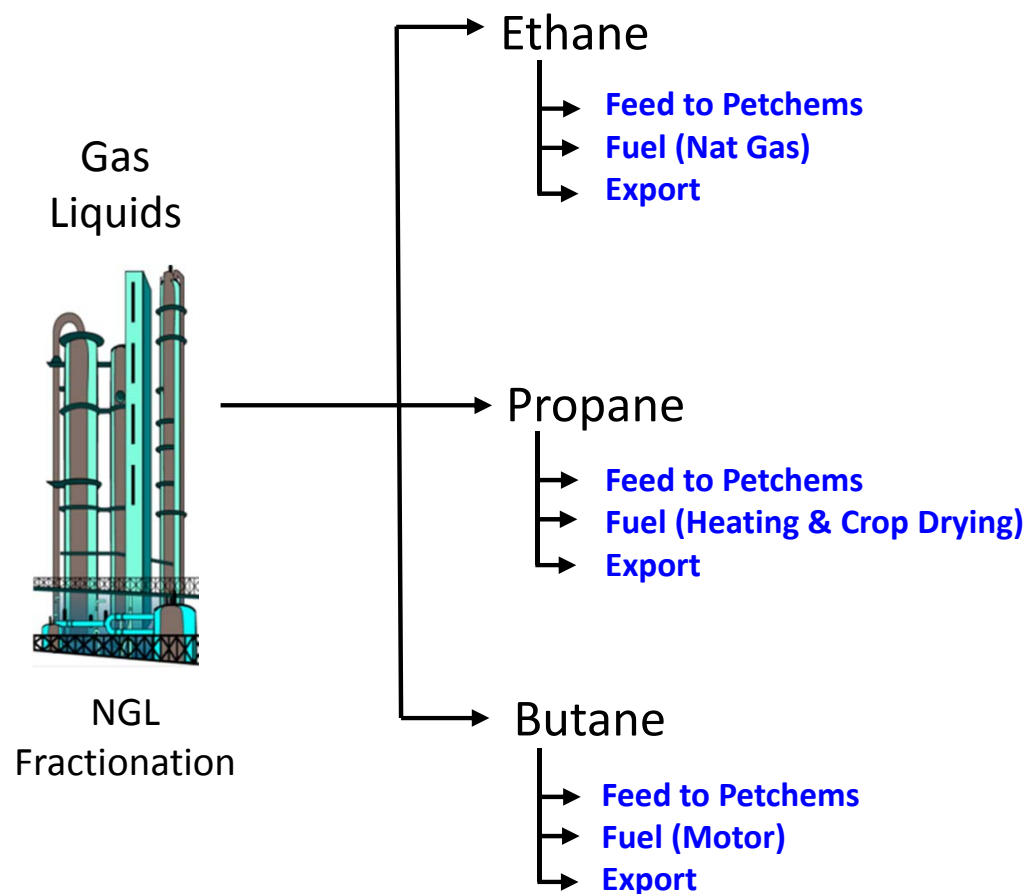 Gas
Liquids
NGL
Fractionation
Ethane
Feed to Petchems
Fuel (Nat Gas)
Export
Propane
Feed to Petchems
Fuel (Heating & Crop Drying)
Export
Butane
Feed to Petchems
Fuel (Motor)
Export